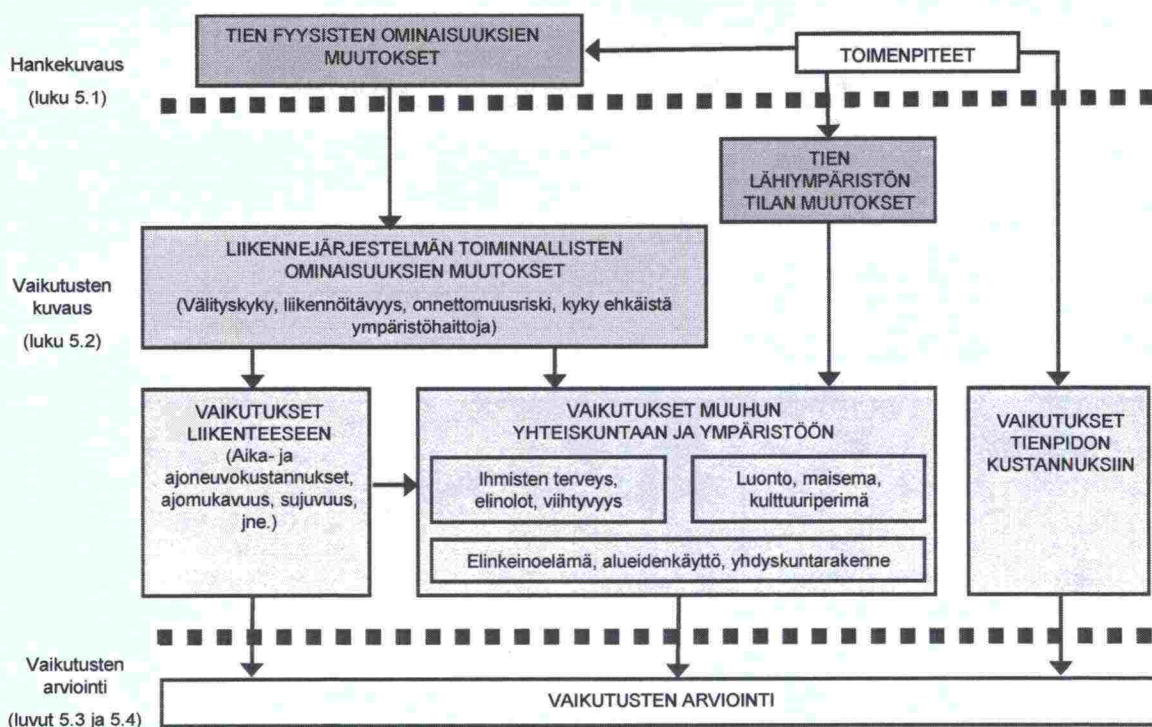 Hankekuvaus
(luku 5.1)
TIEN FYYSISTEN OMINAISUUKSIEN
MUUTOKSET
TOIMENPITEET
TIEN
LÄHIYMPÄRISTÖN
TILAN MUUTOKSET
Vaikutusten
kuvaus
(luku 5.2)
LIIKENNEJÄRJESTELMÄN TOIMINNALLISTEN
OMINAISUUKSIEN MUUTOKSET
(Välityskyky, liikennöitävyys, onnettomuusriski, kyky ehkäistä
ympäristöhaittoja)
VAIKUTUKSET
LIIKENTEESEEN
(Aika- ja
ajoneuvokustannukset,
ajomukavuus, sujuvuus,
jne.)
VAIKUTUKSET MUUHUN
YHTEISKUNTAAN JA YMPÄRISTÖÖN
Ihmisten terveys,
elinolot, viihtyvyys
Luonto, maisema,
kulttuuriperimä
Elinkeinoelämä, alueidenkäyttö, yhdyskuntarakenne
VAIKUTUKSET
TIENPIDON
KUSTANNUKSIIN
Vaikutusten
arviointi
(luvut 5.3 ja 5.4)
VAIKUTUSTEN ARVIOINTI